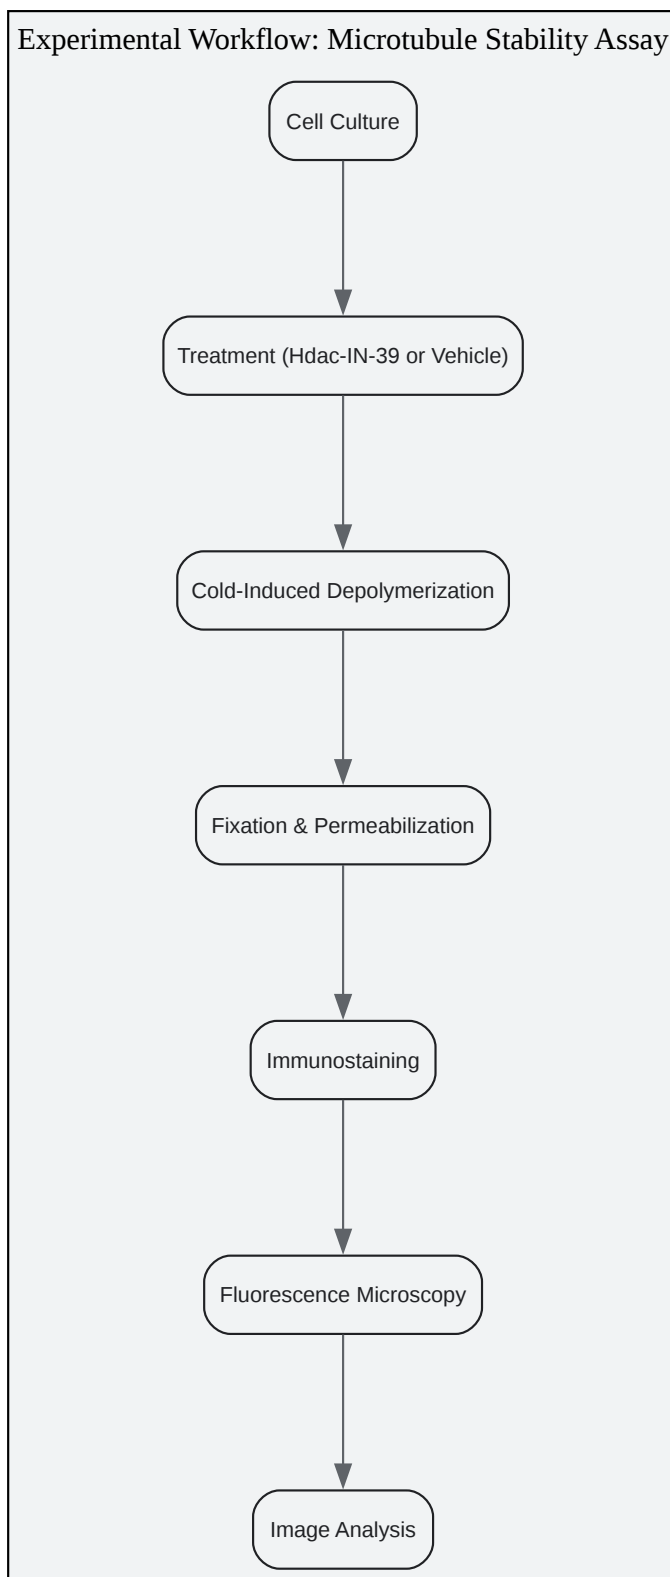 Experimental Workflow: Microtubule Stability Assay
Cell Culture
Treatment (Hdac-IN-39 or Vehicle)
Cold-Induced Depolymerization
Fixation & Permeabilization
Immunostaining
Fluorescence Microscopy
Image Analysis